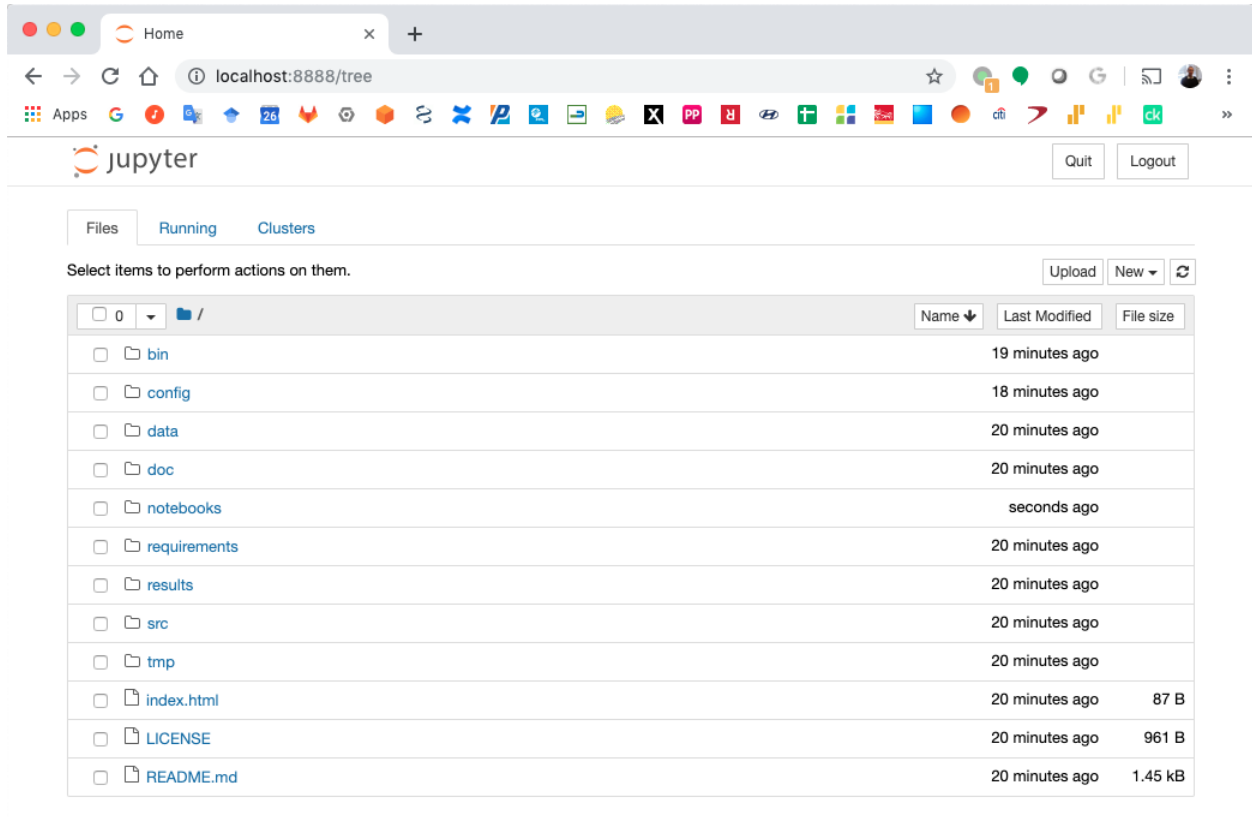 Home
localhost:8888/tree
1
Apps G 26 X PP R citi ck »
jupyter Quit Logout
Files Running Clusters
Select items to perform actions on them. Upload New
0 / Name Last Modified File size
bin 19 minutes ago
config 18 minutes ago
data 20 minutes ago
doc 20 minutes ago
notebooks seconds ago
requirements 20 minutes ago
results 20 minutes ago
src 20 minutes ago
tmp 20 minutes ago
index.html 20 minutes ago 87 B
LICENSE 20 minutes ago 961 B
README.md 20 minutes ago 1.45 kB